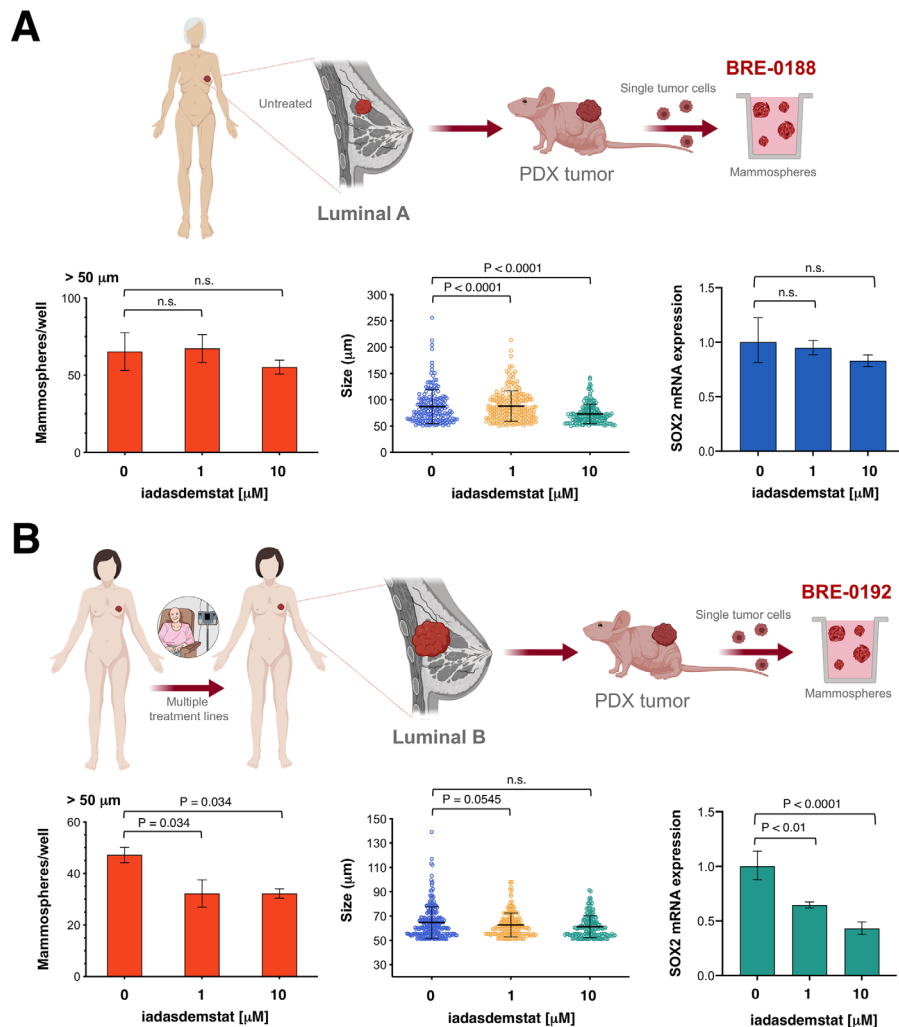 A
Untreated
Luminal A
PDX tumor
Single tumor cells
BRE-0188
Mammospheres
> 50 µm
n.s.
n.s.
Mammospheres/well
100
50
0
0 1 10
iadasdemstat [µM]
P < 0.0001
P < 0.0001
Size (µm)
300
250
200
150
100
50
0
0 1 10
iadasdemstat [µM]
n.s.
n.s.
SOX2 mRNA expression
1.5
1.0
0.5
0.0
0 1 10
iadasdemstat [µM]
B
Multiple
treatment lines
Luminal B
PDX tumor
Single tumor cells
BRE-0192
Mammospheres
> 50 µm
P = 0.034
P = 0.034
Mammospheres/well
60
40
20
0
0 1 10
iadasdemstat [µM]
n.s.
P = 0.0545
Size (µm)
150
130
110
90
70
50
30
0 1 10
iadasdemstat [µM]
P < 0.0001
P < 0.01
SOX2 mRNA expression
1.5
1.0
0.5
0.0
0 1 10
iadasdemstat [µM]